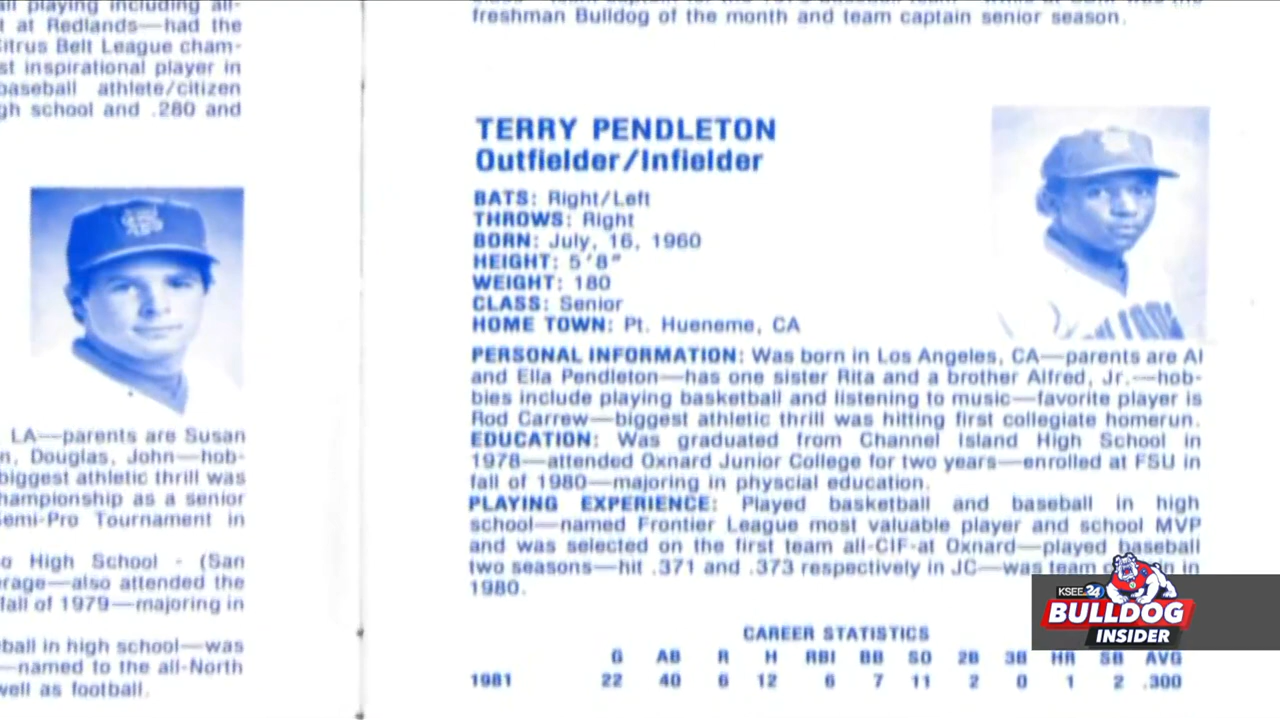 all playing including all-
t at Redlands—had the
Citrus Belt League cham-
st inspirational player in
baseball athlete/citizen
gh school and .280 and
LA—parents are Susan
n, Douglas, John—hob-
biggest athletic thrill was
hampionship as a senior
Semi-Pro Tournament in
o High School - (San
erage—also attended the
fall of 1979—majoring in
ball in high school—was
—named to the all-North
well as football.
freshman Bulldog of the month and team captain senior season.
TERRY PENDLETON
Outfielder/Infielder
BATS: Right/Left
THROWS: Right
BORN: July, 16, 1960
HEIGHT: 5'8"
WEIGHT: 180
CLASS: Senior
HOME TOWN: Pt. Hueneme, CA
PERSONAL INFORMATION: Was born in Los Angeles, CA—parents are Al
and Ella Pendleton—has one sister Rita and a brother Alfred, Jr.—hob-
bies include playing basketball and listening to music—favorite player is
Rod Carrew—biggest athletic thrill was hitting first collegiate homerun.
EDUCATION: Was graduated from Channel Island High School in
1978—attended Oxnard Junior College for two years—enrolled at FSU in
fall of 1980—majoring in physcial education.
PLAYING EXPERIENCE: Played basketball and baseball in high
school—named Frontier League most valuable player and school MVP
and was selected on the first team all-CIF-at Oxnard—played baseball
two seasons—hit .371 and .373 respectively in JC—was team in
1980.
CAREER STATISTICS
G AB R H RBI BB SO 2B 3B HR SB AVG
1981 22 40 6 12 6 7 11 2 0 1 2 .300
KSEE 24
BULLDOG
INSIDER